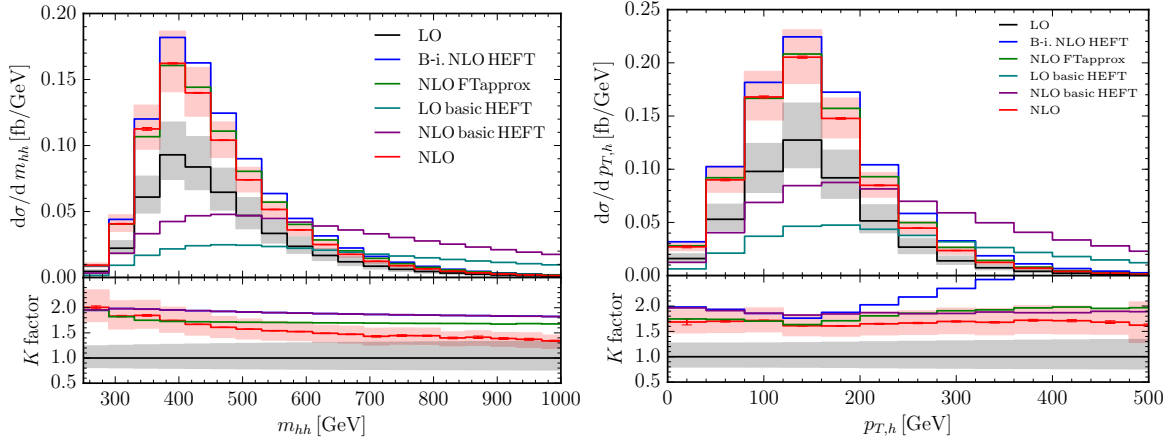 0.20
0.15
0.10
0.05
0.00
dσ/d m_hh [fb/GeV]
LO
B-i. NLO HEFT
NLO FTapprox
LO basic HEFT
NLO basic HEFT
NLO
2.0
1.5
1.0
0.5
K factor
300 400 500 600 700 800 900 1000
m_hh [GeV]
0.25
0.20
0.15
0.10
0.05
0.00
dσ/d p_T,h [fb/GeV]
LO
B-i. NLO HEFT
NLO FTapprox
LO basic HEFT
NLO basic HEFT
NLO
2.0
1.5
1.0
0.5
K factor
0 100 200 300 400 500
p_T,h [GeV]